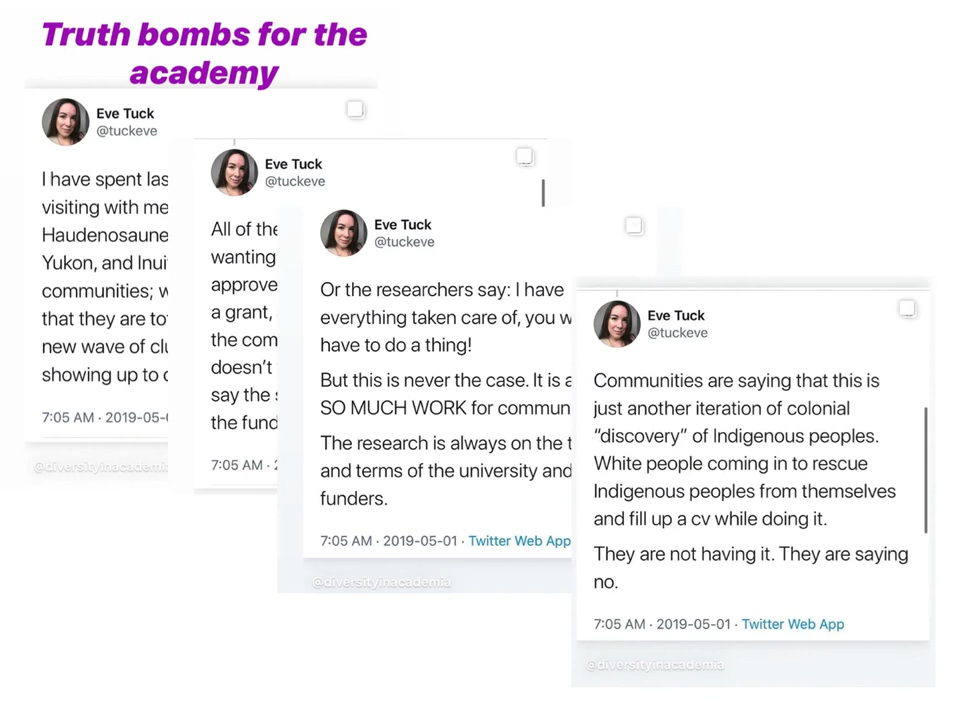 Truth bombs for the
academy
Eve Tuck
@tuckeve
I have spent las
visiting with me
Haudenosaune
Yukon, and Inui
communities; w
that they are to
new wave of clu
showing up to c
7:05 AM · 2019-05-
@diversityinacademia
Eve Tuck
@tuckeve
All of the
wanting
approve
a grant,
the com
doesn't
say the s
the fund
7:05 AM · 2
Eve Tuck
@tuckeve
Or the researchers say: I have
everything taken care of, you w
have to do a thing!
But this is never the case. It is a
SO MUCH WORK for commun
The research is always on the t
and terms of the university and
funders.
7:05 AM · 2019-05-01 · Twitter Web App
@diversityinacademia
Eve Tuck
@tuckeve
Communities are saying that this is
just another iteration of colonial
“discovery” of Indigenous peoples.
White people coming in to rescue
Indigenous peoples from themselves
and fill up a cv while doing it.
They are not having it. They are saying
no.
7:05 AM · 2019-05-01 · Twitter Web App
@diversityinacademia